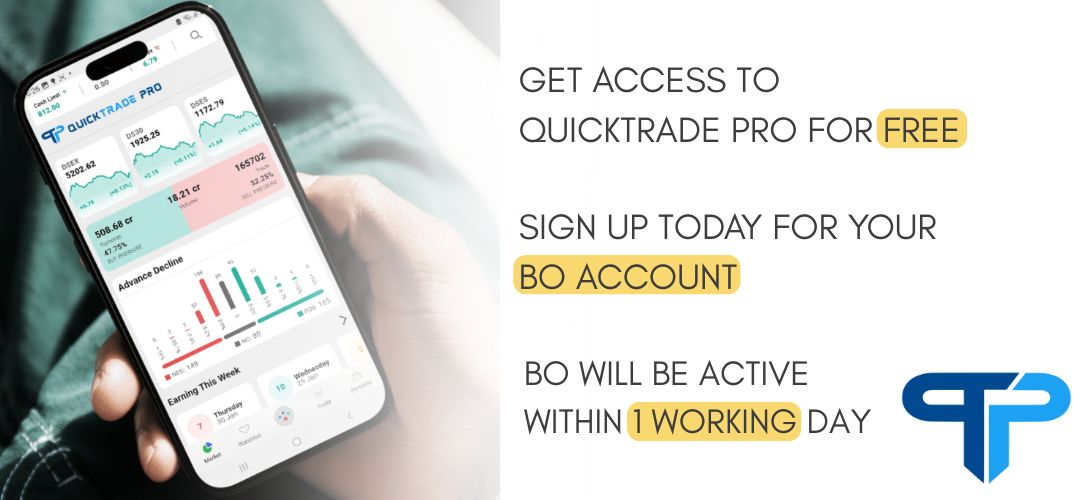 Cash Limit
812.00
0.00
6.79
QUICKTRADE PRO
DSEX
5202.62
+6.79 (+0.13%)
DS30
1925.25
+2.15 (+0.11%)
DSES
1172.79
+1.64 (+0.14%)
508.68 cr
Turnover
47.75%
BUY PRESSURE
18.21 cr
Volume
165702
Trade
52.25%
SELL PRESSURE
Advance Decline
NEG: 149
NC: 80
POS: 165
Earning This Week
7
Thursday
30 Jan
10
Wednesday
29 Jan
Market
Watchlist
Trade
Portfolio
GET ACCESS TO
QUICKTRADE PRO FOR FREE
SIGN UP TODAY FOR YOUR
BO ACCOUNT
BO WILL BE ACTIVE
WITHIN 1 WORKING DAY